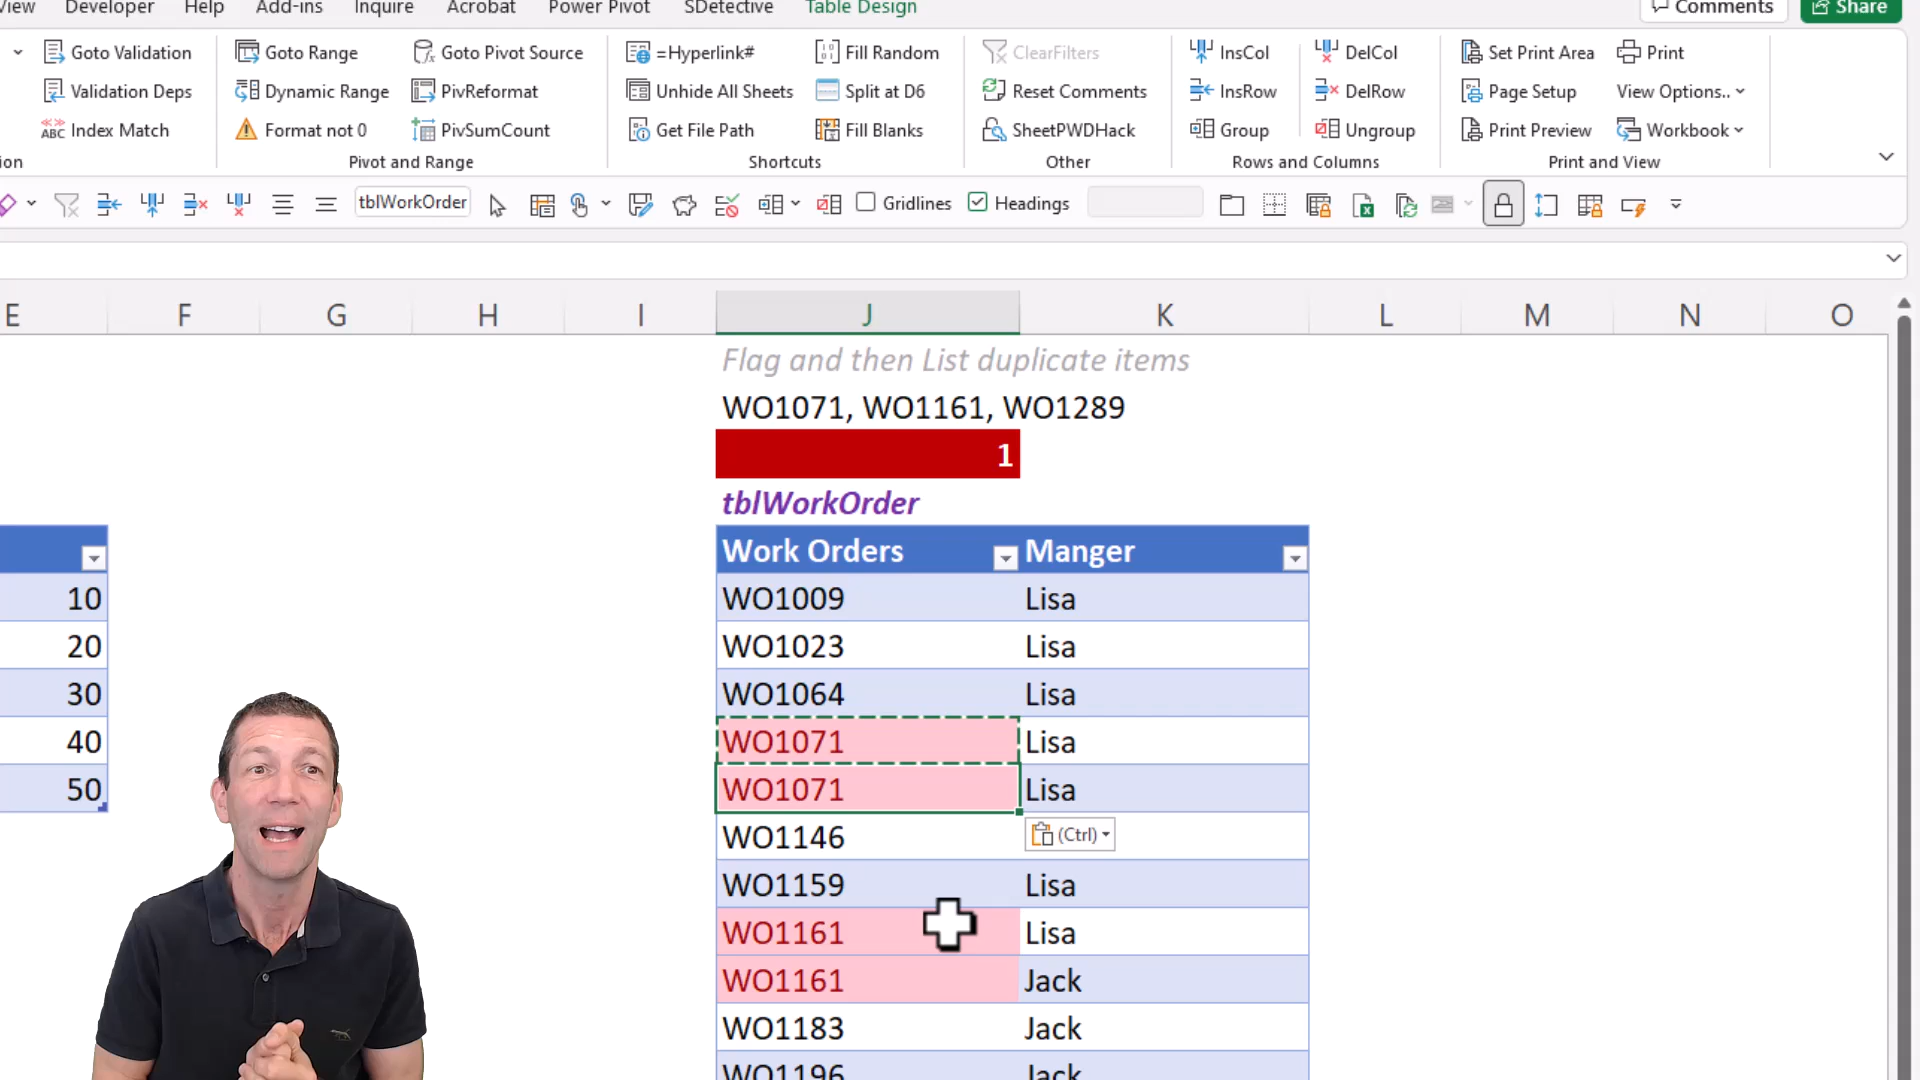 View Developer Help Add-ins Inquire Acrobat Power Pivot SDetective Table Design Comments Share
Goto Validation Goto Range Goto Pivot Source =Hyperlink# Fill Random ClearFilters InsCol DelCol Set Print Area Print
Validation Deps Dynamic Range PivReformat Unhide All Sheets Split at D6 Reset Comments InsRow DelRow Page Setup View Options..
ABC Index Match Format not 0 PivSumCount Get File Path Fill Blanks SheetPWDHack Group Ungroup Print Preview Workbook
ion Pivot and Range Shortcuts Other Rows and Columns Print and View
tblWorkOrder Gridlines Headings
E F G H I J K L M N O
Flag and then List duplicate items
WO1071, WO1161, WO1289
1
tblWorkOrder
Work Orders Manger
10 WO1009 Lisa
20 WO1023 Lisa
30 WO1064 Lisa
40 WO1071 Lisa
50 WO1071 Lisa
WO1146 (Ctrl)
WO1159 Lisa
WO1161 Lisa
WO1161 Jack
WO1183 Jack
WO1196 Jack